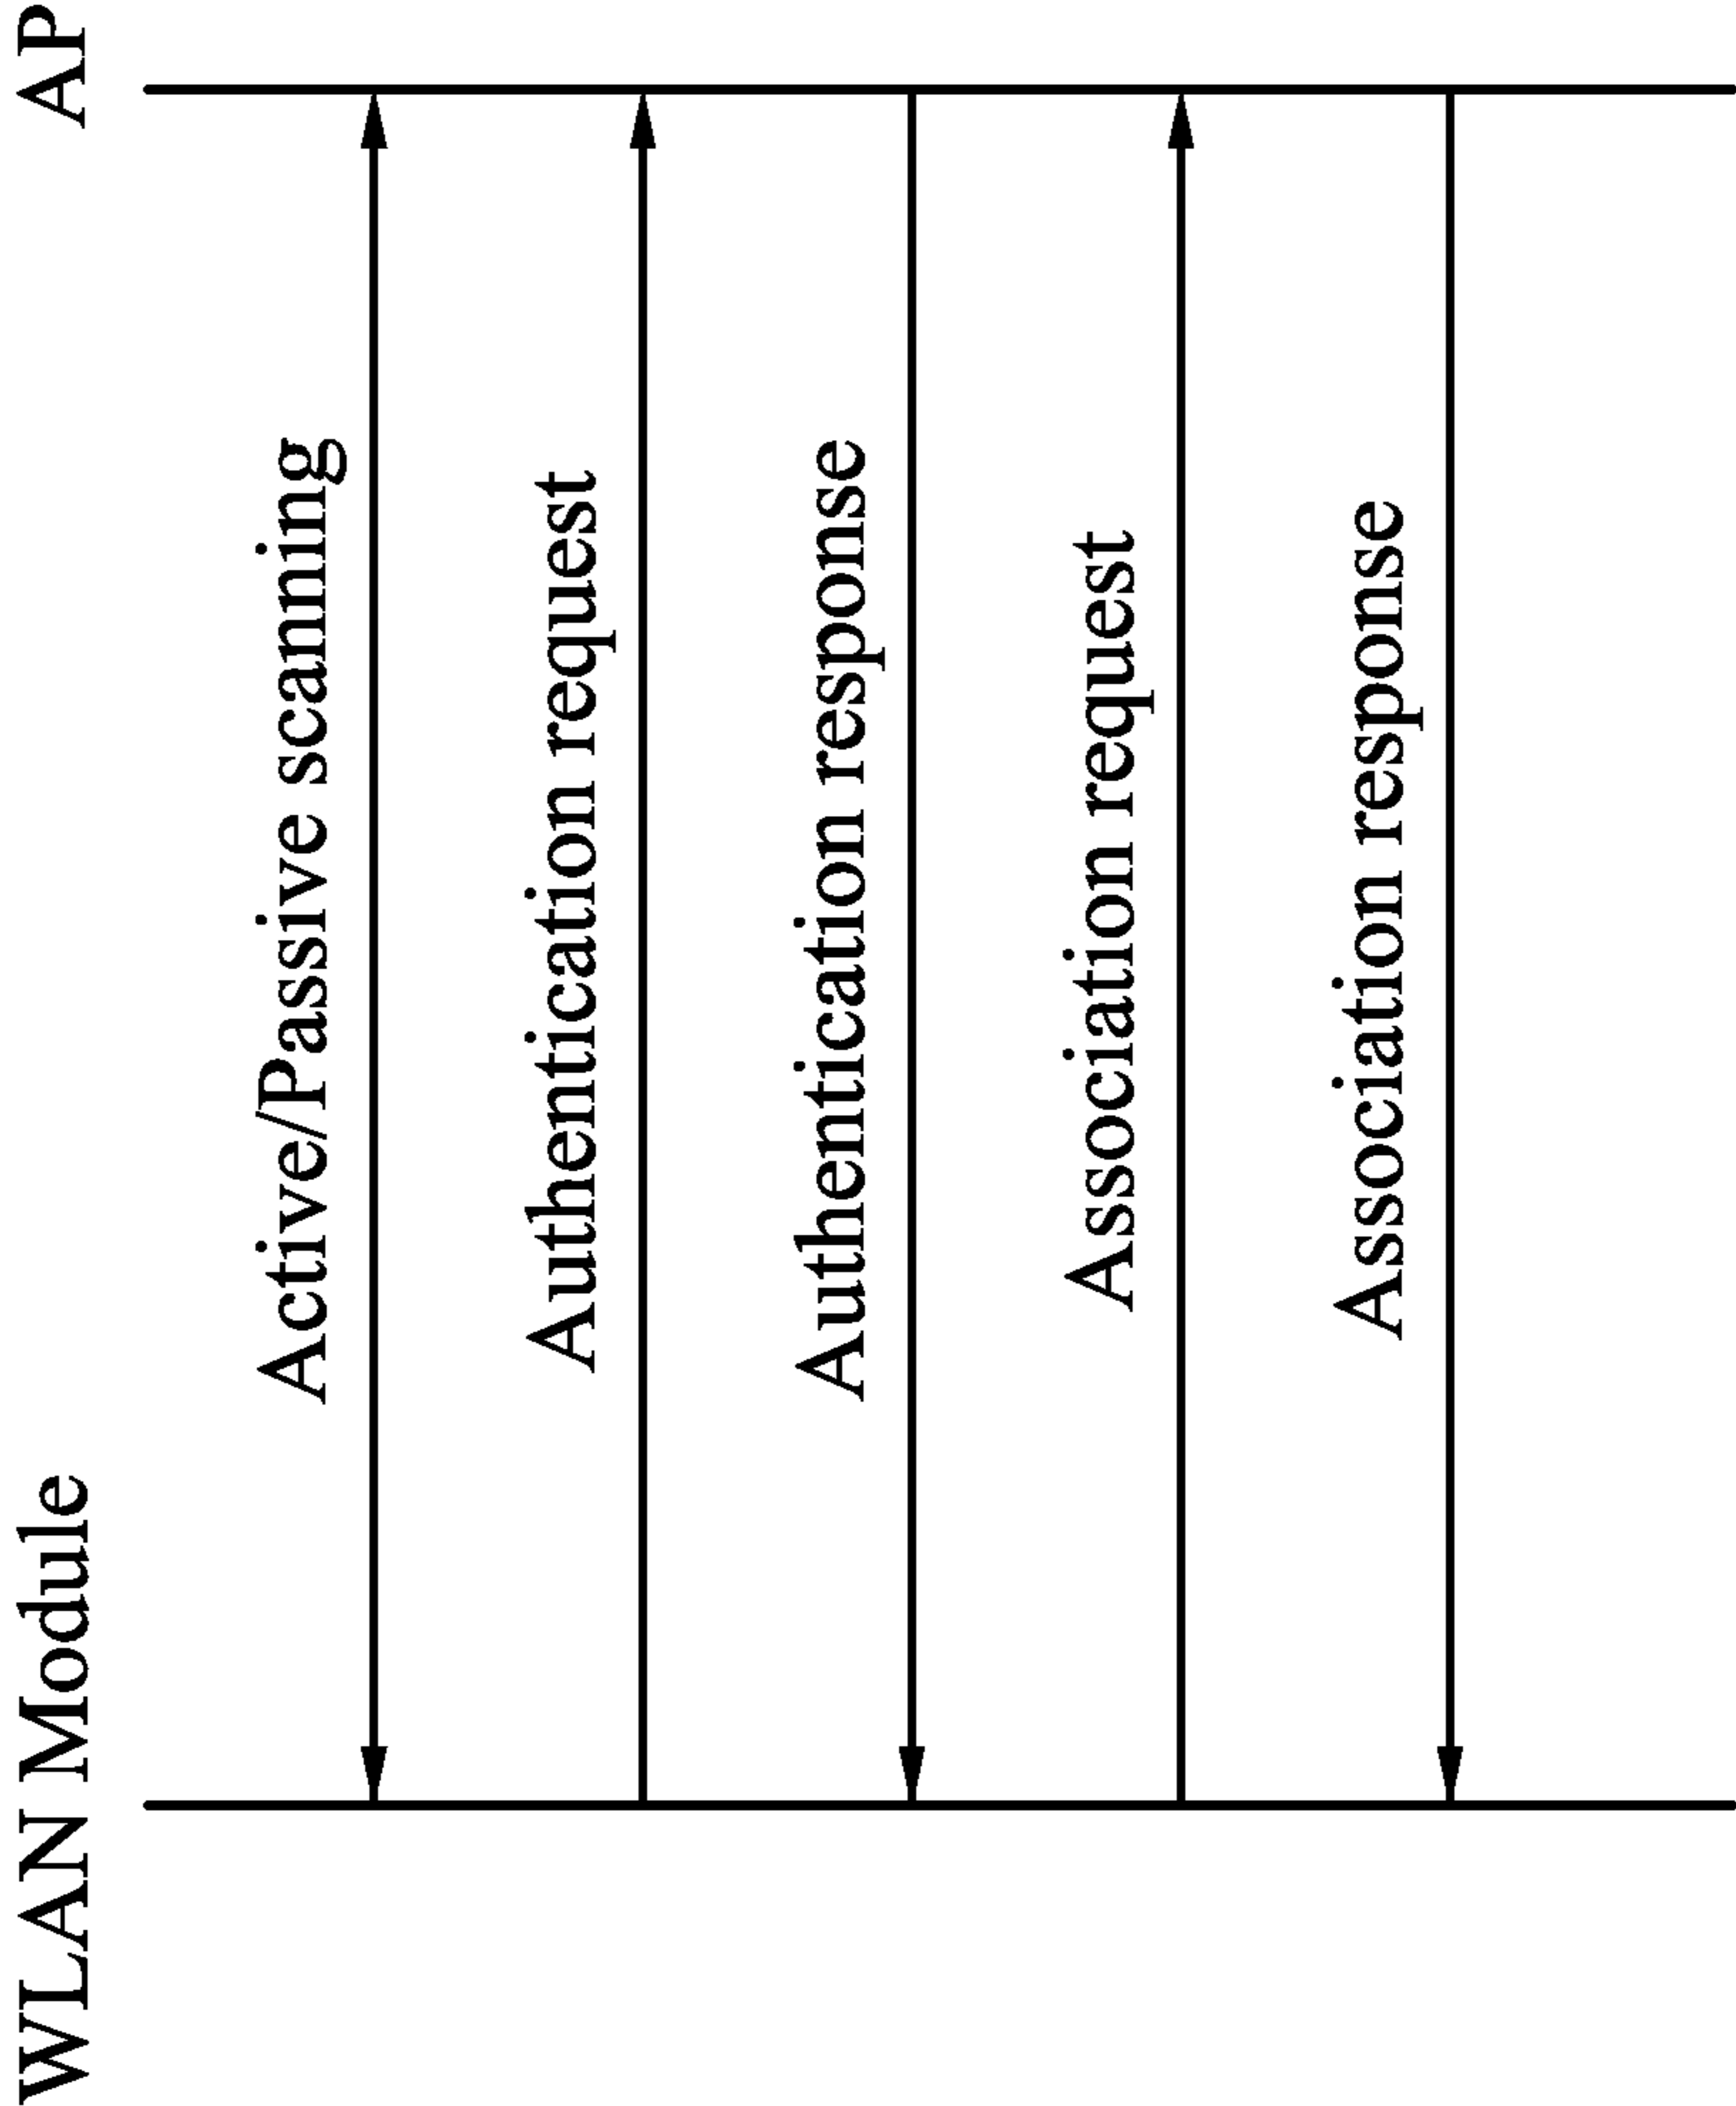 WLAN Module
AP
Active/Passive scanning
Authentication request
Authentication response
Association request
Association response